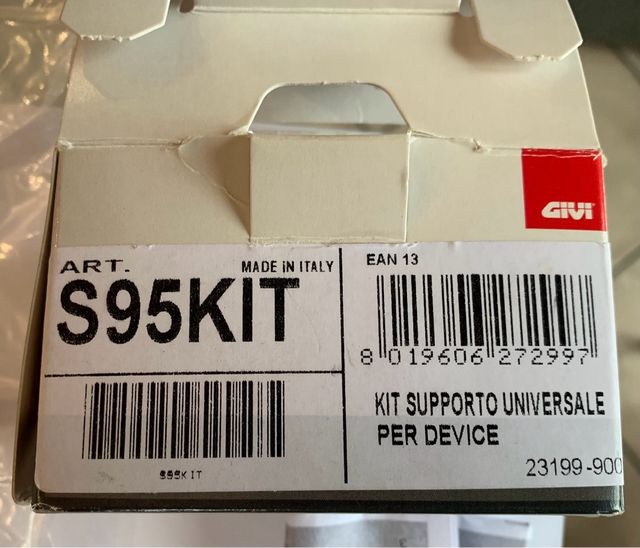 GIVI
ART. MADE IN ITALY
S95KIT
S95KIT
EAN 13
8 019606 272997
KIT SUPPORTO UNIVERSALE
PER DEVICE
23199-900